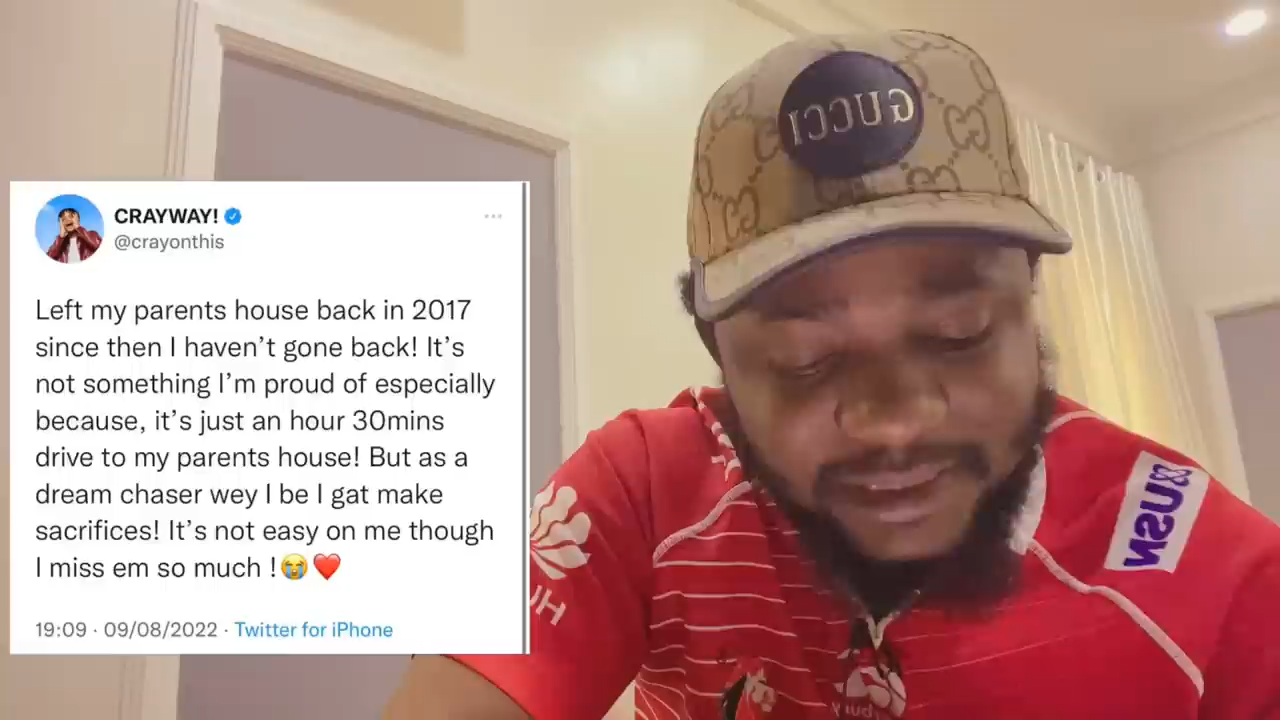 CRAYWAY!
@crayonthis
Left my parents house back in 2017
since then I haven't gone back! It's
not something I'm proud of especially
because, it's just an hour 30mins
drive to my parents house! But as a
dream chaser wey I be I gat make
sacrifices! It's not easy on me though
I miss em so much !😭❤️
19:09 · 09/08/2022 · Twitter for iPhone
GUCCI
USN